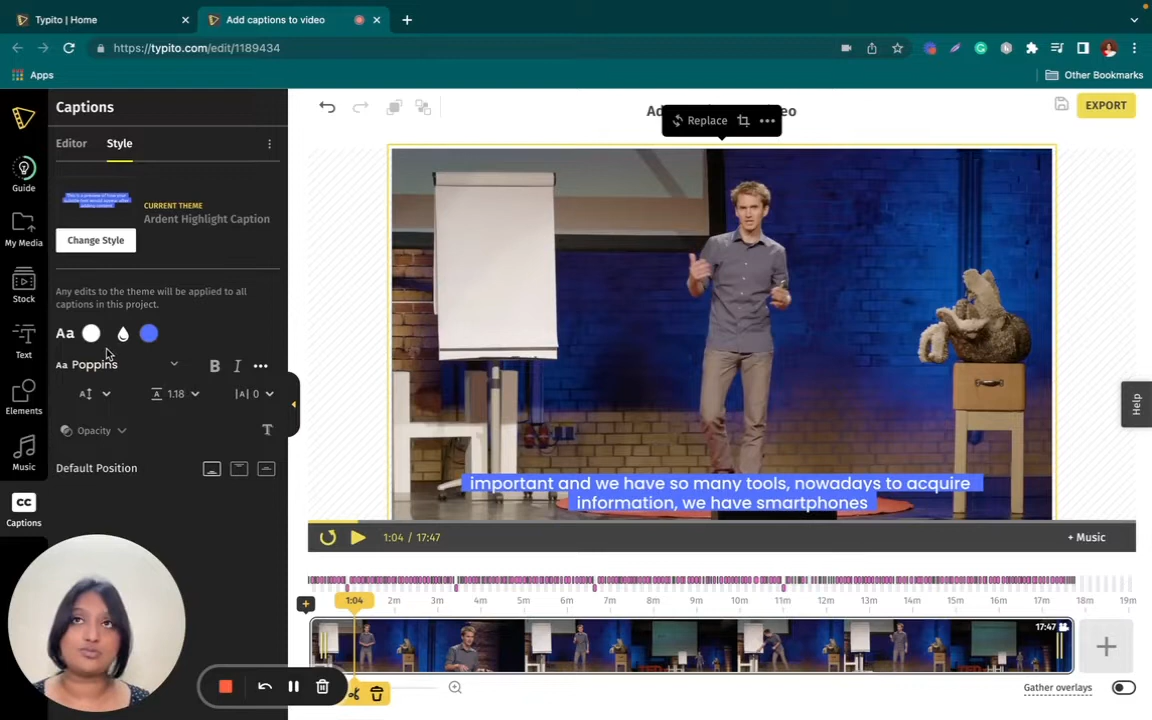 Typito | Home
Add captions to video
https://typito.com/edit/1189434
Apps
Other Bookmarks
Captions
Editor
Style
CURRENT THEME
Ardent Highlight Caption
Change Style
Any edits to the theme will be applied to all
captions in this project.
Aa
Aa Poppins
B I
1.18
|A| 0
Opacity
T
Default Position
Guide
My Media
Stock
Text
Elements
Music
CC
Captions
Replace
EXPORT
important and we have so many tools, nowadays to acquire
information, we have smartphones
Help
1:04 / 17:47
+ Music
1:04 2m 3m 4m 5m 6m 7m 8m 9m 10m 11m 12m 13m 14m 15m 16m 17m 18m 19m
17:47
Gather overlays